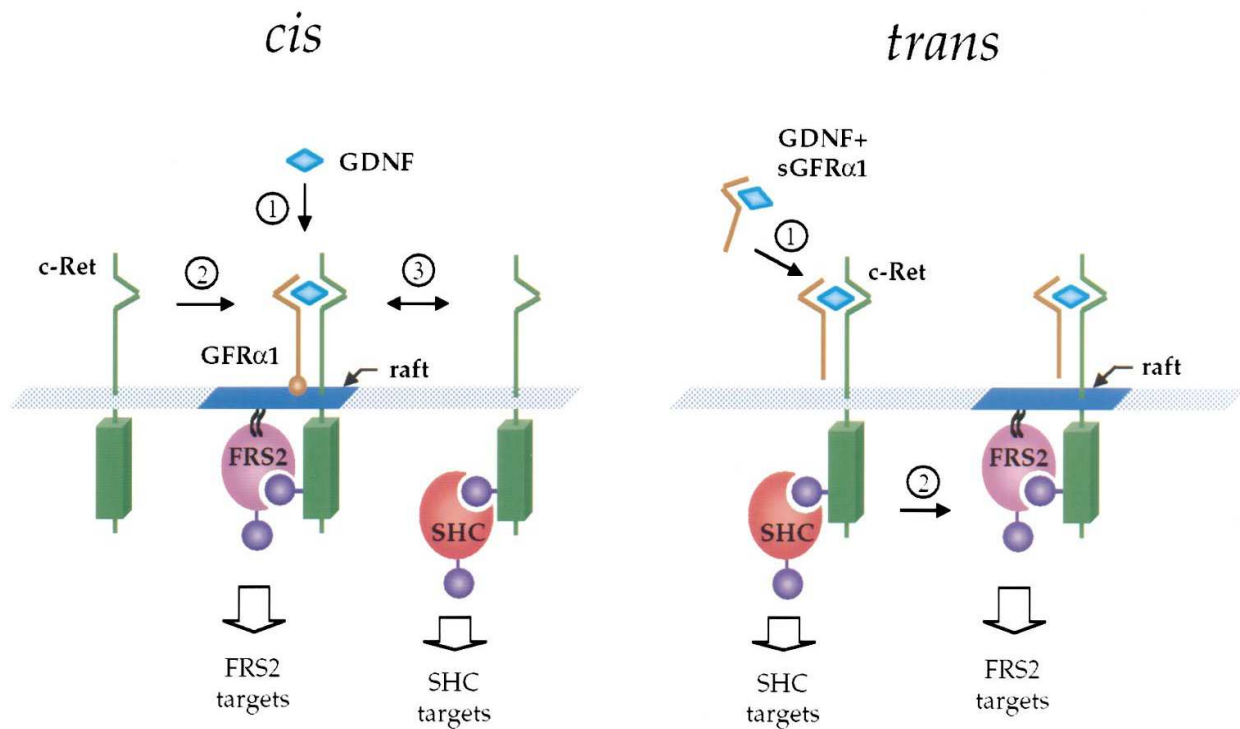 cis
GDNF
1
c-Ret
2
3
GFRα1
raft
FRS2
SHC
FRS2
targets
SHC
targets
trans
GDNF+
sGFRα1
1
c-Ret
raft
2
SHC
FRS2
SHC
targets
FRS2
targets